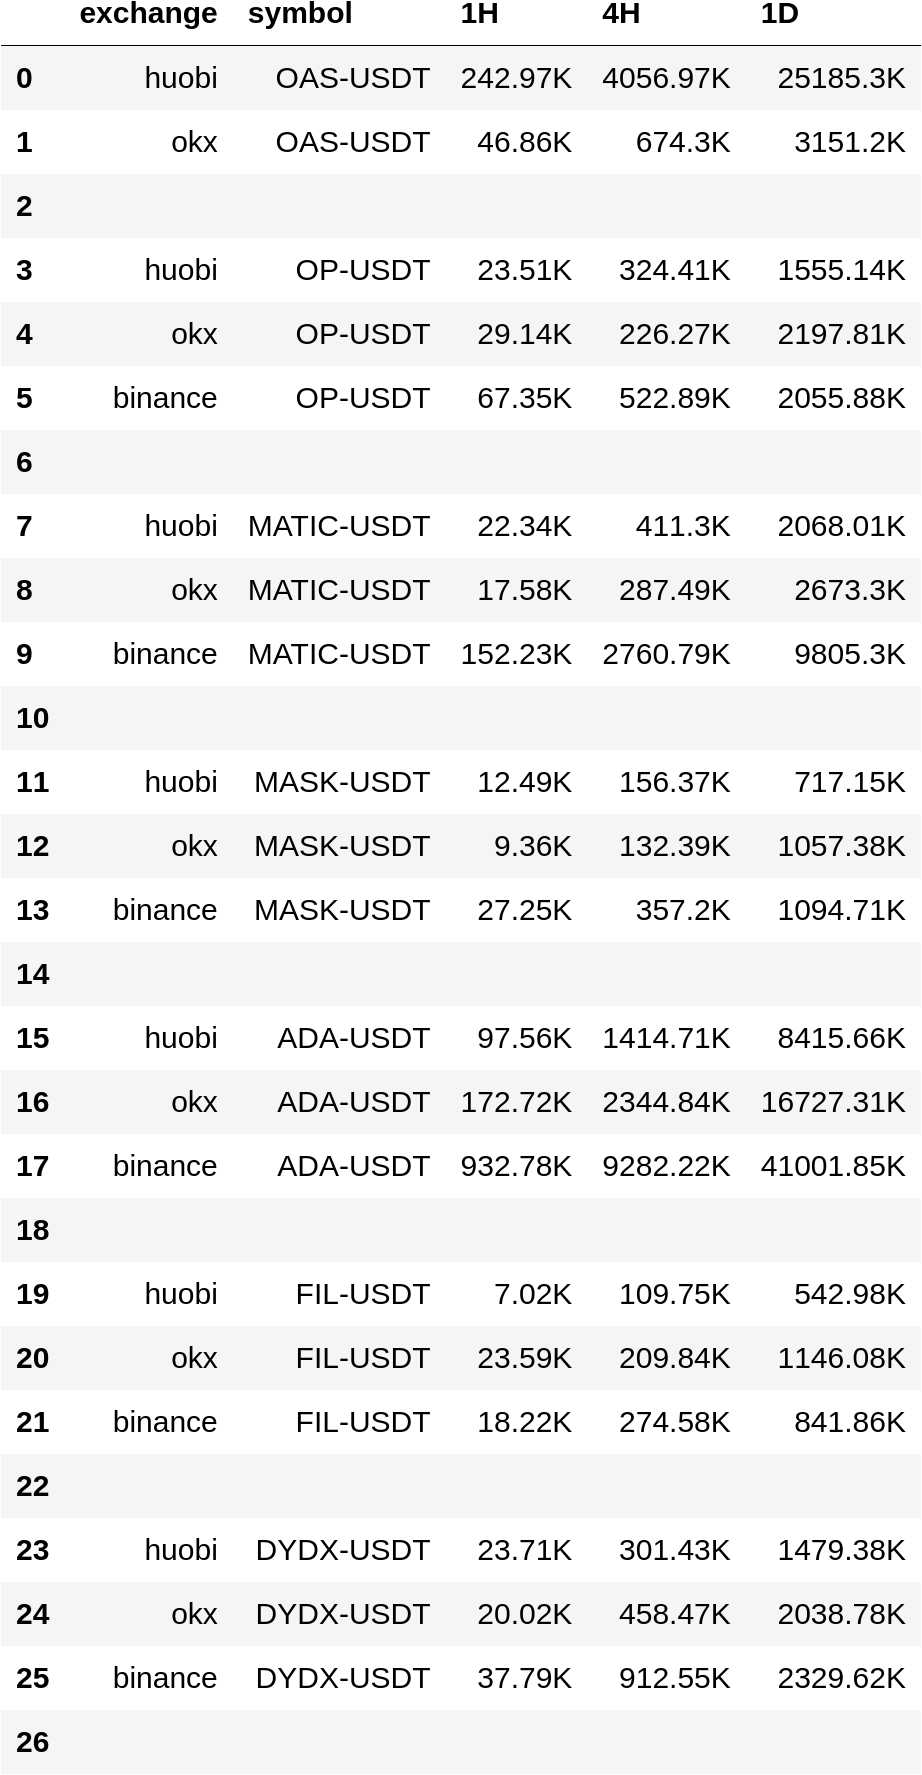 exchange symbol 1H 4H 1D
0 huobi OAS-USDT 242.97K 4056.97K 25185.3K
1 okx OAS-USDT 46.86K 674.3K 3151.2K
2
3 huobi OP-USDT 23.51K 324.41K 1555.14K
4 okx OP-USDT 29.14K 226.27K 2197.81K
5 binance OP-USDT 67.35K 522.89K 2055.88K
6
7 huobi MATIC-USDT 22.34K 411.3K 2068.01K
8 okx MATIC-USDT 17.58K 287.49K 2673.3K
9 binance MATIC-USDT 152.23K 2760.79K 9805.3K
10
11 huobi MASK-USDT 12.49K 156.37K 717.15K
12 okx MASK-USDT 9.36K 132.39K 1057.38K
13 binance MASK-USDT 27.25K 357.2K 1094.71K
14
15 huobi ADA-USDT 97.56K 1414.71K 8415.66K
16 okx ADA-USDT 172.72K 2344.84K 16727.31K
17 binance ADA-USDT 932.78K 9282.22K 41001.85K
18
19 huobi FIL-USDT 7.02K 109.75K 542.98K
20 okx FIL-USDT 23.59K 209.84K 1146.08K
21 binance FIL-USDT 18.22K 274.58K 841.86K
22
23 huobi DYDX-USDT 23.71K 301.43K 1479.38K
24 okx DYDX-USDT 20.02K 458.47K 2038.78K
25 binance DYDX-USDT 37.79K 912.55K 2329.62K
26